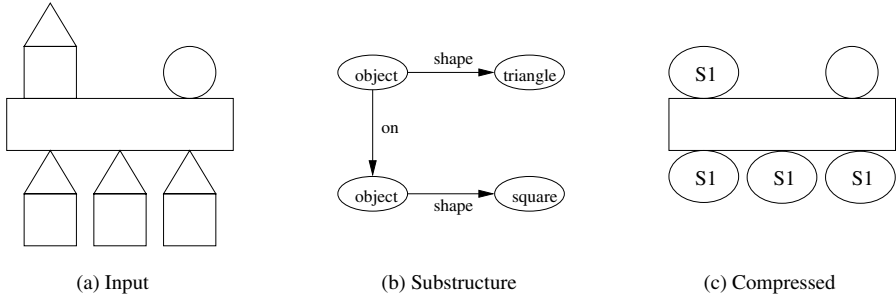 object
shape
triangle
on
object
shape
square
S1
S1
S1
S1
(a) Input
(b) Substructure
(c) Compressed